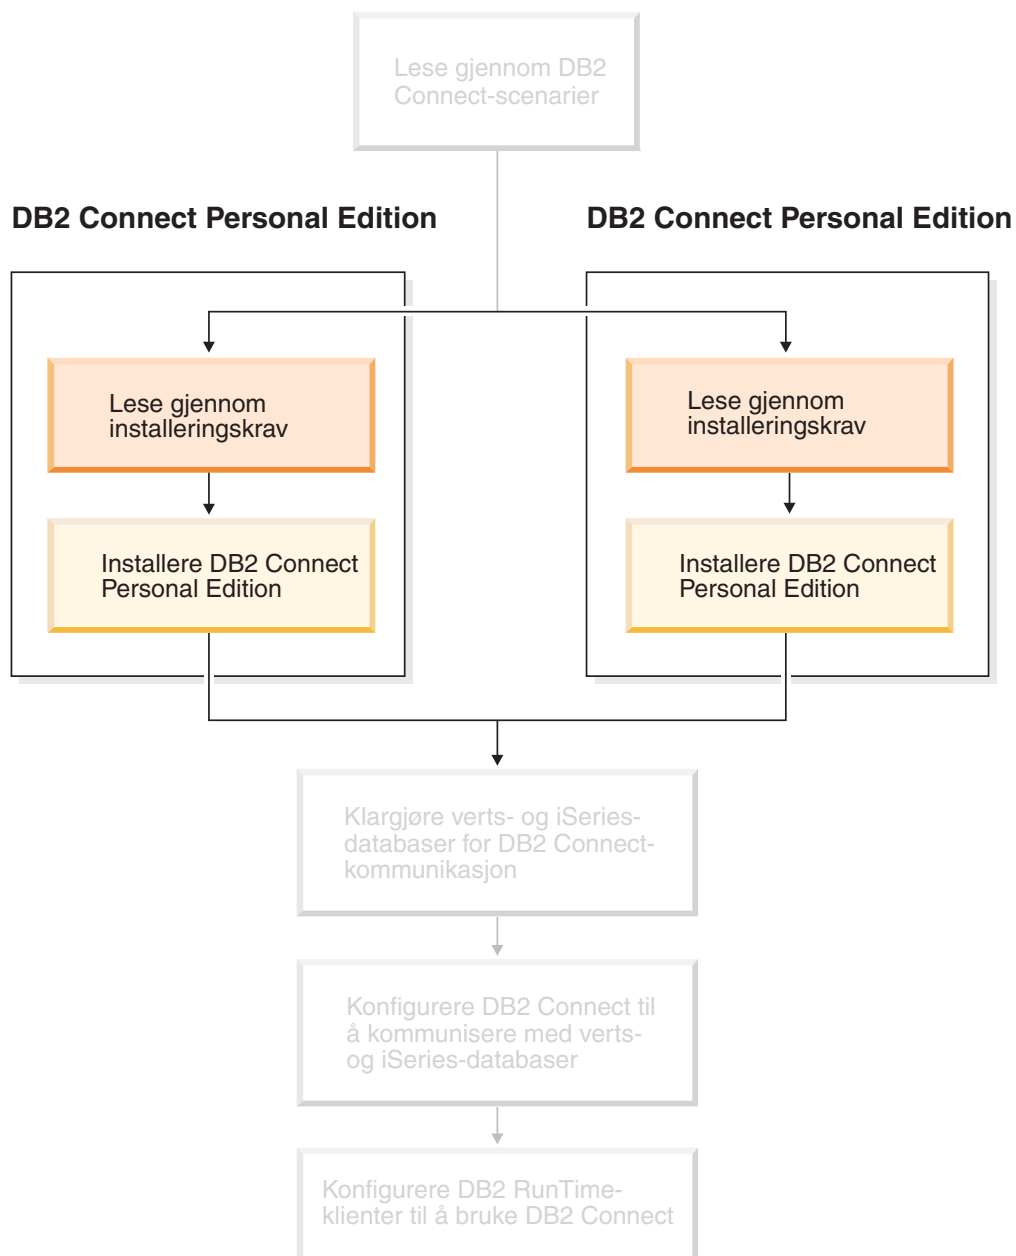 Lese gjennom DB2
Connect-scenarier
DB2 Connect Personal Edition
DB2 Connect Personal Edition
Lese gjennom
installeringskrav
Lese gjennom
installeringskrav
Installere DB2 Connect
Personal Edition
Installere DB2 Connect
Personal Edition
Klargjøre verts- og iSeries-
databaser for DB2 Connect-
kommunikasjon
Konfigurere DB2 Connect til
å kommunisere med verts-
og iSeries-databaser
Konfigurere DB2 RunTime-
klienter til å bruke DB2 Connect